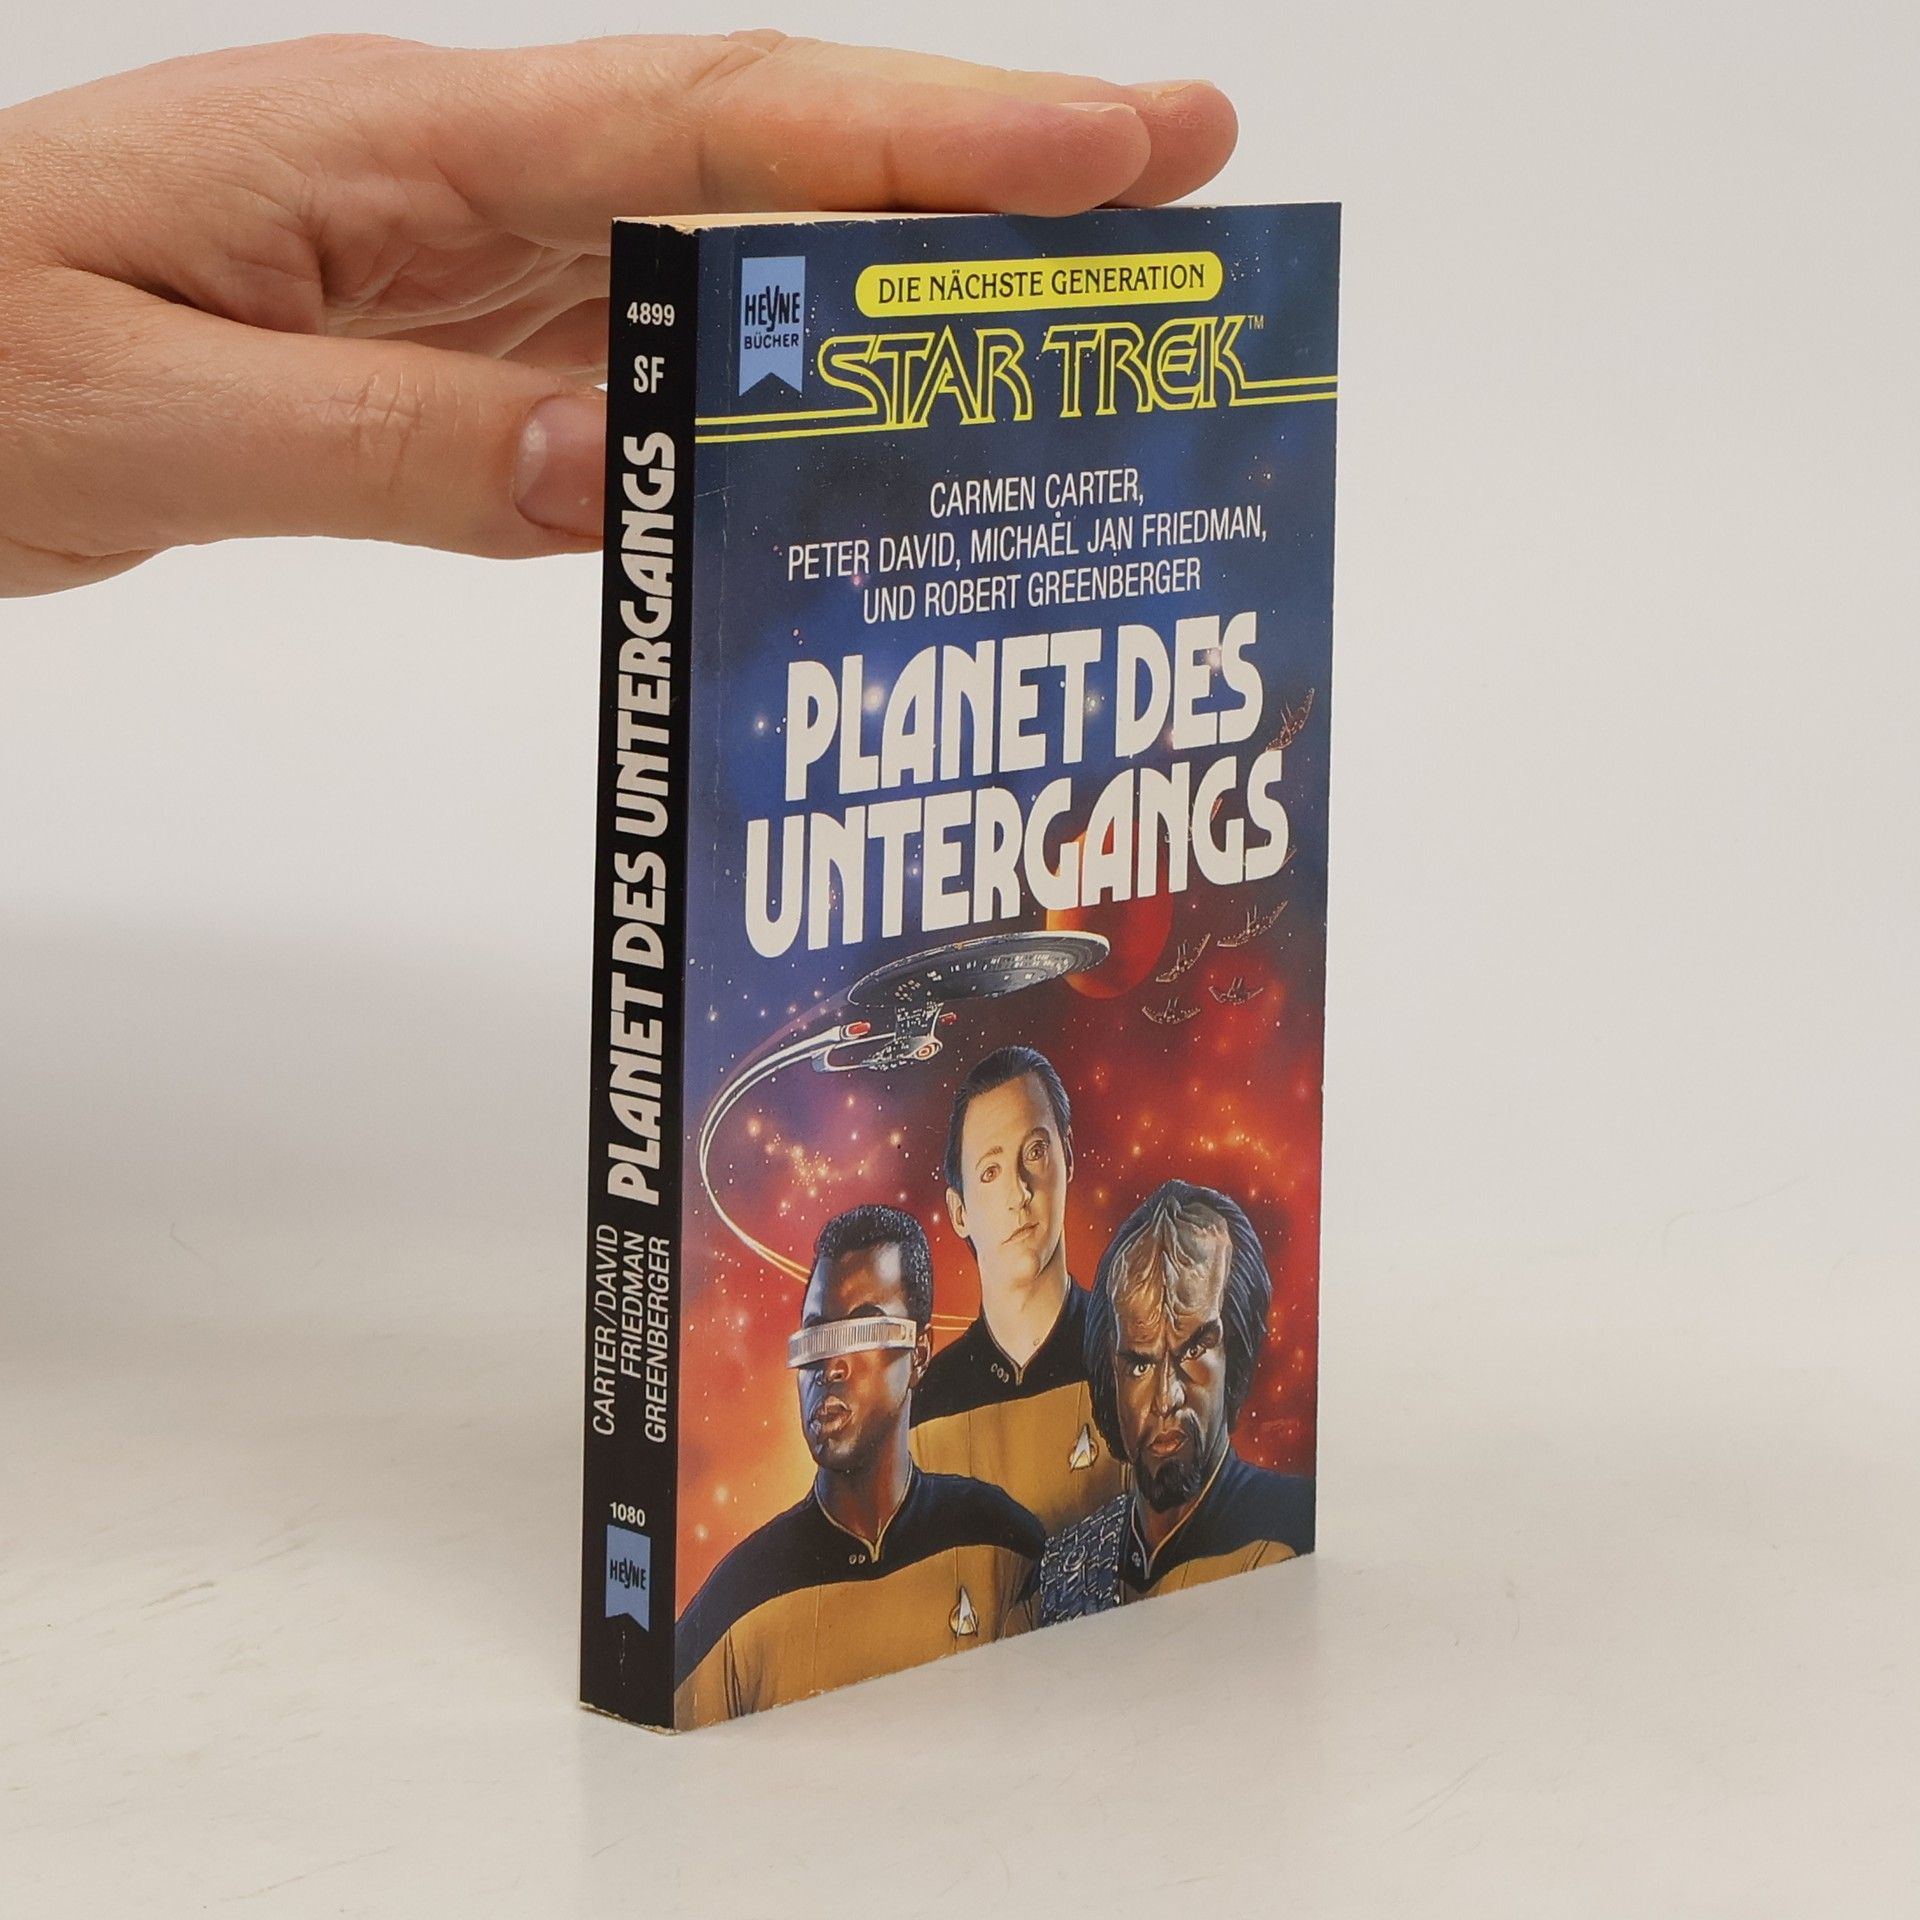 4899
SF
PLANET DES UNTERGANGS
CARTER/DAVID
FRIEDMAN
GREENBERGER
1080
HEYNE
HEYNE
BÜCHER
DIE NÄCHSTE GENERATION
STAR TREK™
CARMEN CARTER,
PETER DAVID, MICHAEL JAN FRIEDMAN,
UND ROBERT GREENBERGER
PLANET DES
UNTERGANGS